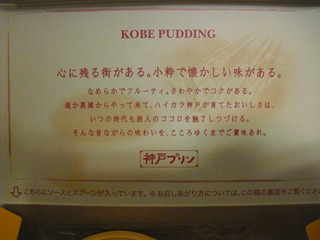 KOBE PUDDING
心に残る街がある。小粋で懐かしい味がある。
なめらかでフルーティ。さわやかでコクがある。
遥か異国からやって来て、ハイカラ神戸が育てたおいしさは、
いつの時代も旅人のココロを魅了しつづける。
そんな昔ながらの味わいを、こころゆくまでご賞味あれ。
神戸プリン
こちらにソースとスプーンが入っています。※お召しあがり方については、この箱の裏面をご覧くださ